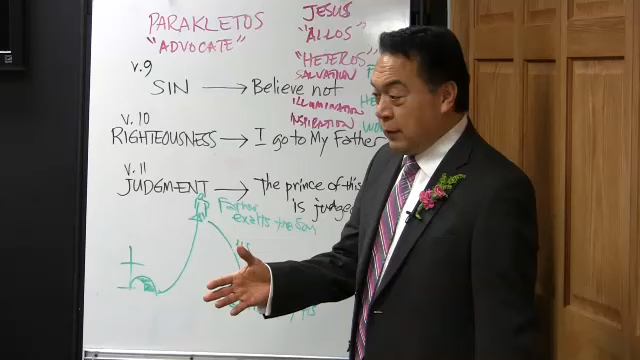 PARAKLETOS
"ADVOCATE"
JESUS
"ALLOS"
"HETEROS"
SALVATION
ILLUMINATION
INSPIRATION
v.9
SIN → Believe not
v.10
RIGHTEOUSNESS → I go to My Father
v.11
JUDGMENT → The prince of this
is judged
Father
exalts the Son